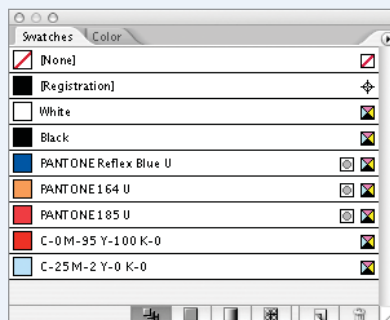 Swatches Color
[None]
[Registration]
White
Black
PANTONE Reflex Blue U
PANTONE 164 U
PANTONE 185 U
C-0 M-95 Y-100 K-0
C-25 M-2 Y-0 K-0